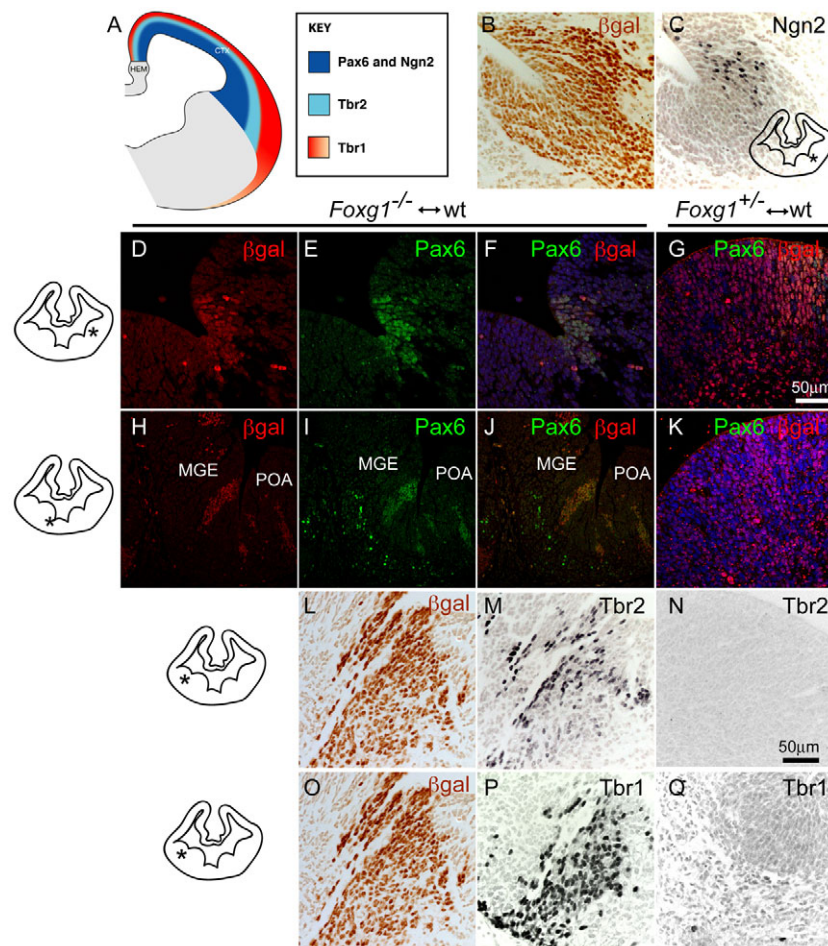 A
CTX
HEM
KEY
Pax6 and Ngn2
Tbr2
Tbr1
B βgal
C Ngn2
*
Foxg1-/- ↔wt
Foxg1+/- ↔wt
*
D βgal
E Pax6
F Pax6 βgal
G Pax6 βgal
50μm
*
H βgal
MGE
POA
I Pax6
MGE
POA
J Pax6 βgal
MGE
POA
K Pax6 βgal
*
L βgal
M Tbr2
N Tbr2
50μm
*
O βgal
P Tbr1
Q Tbr1